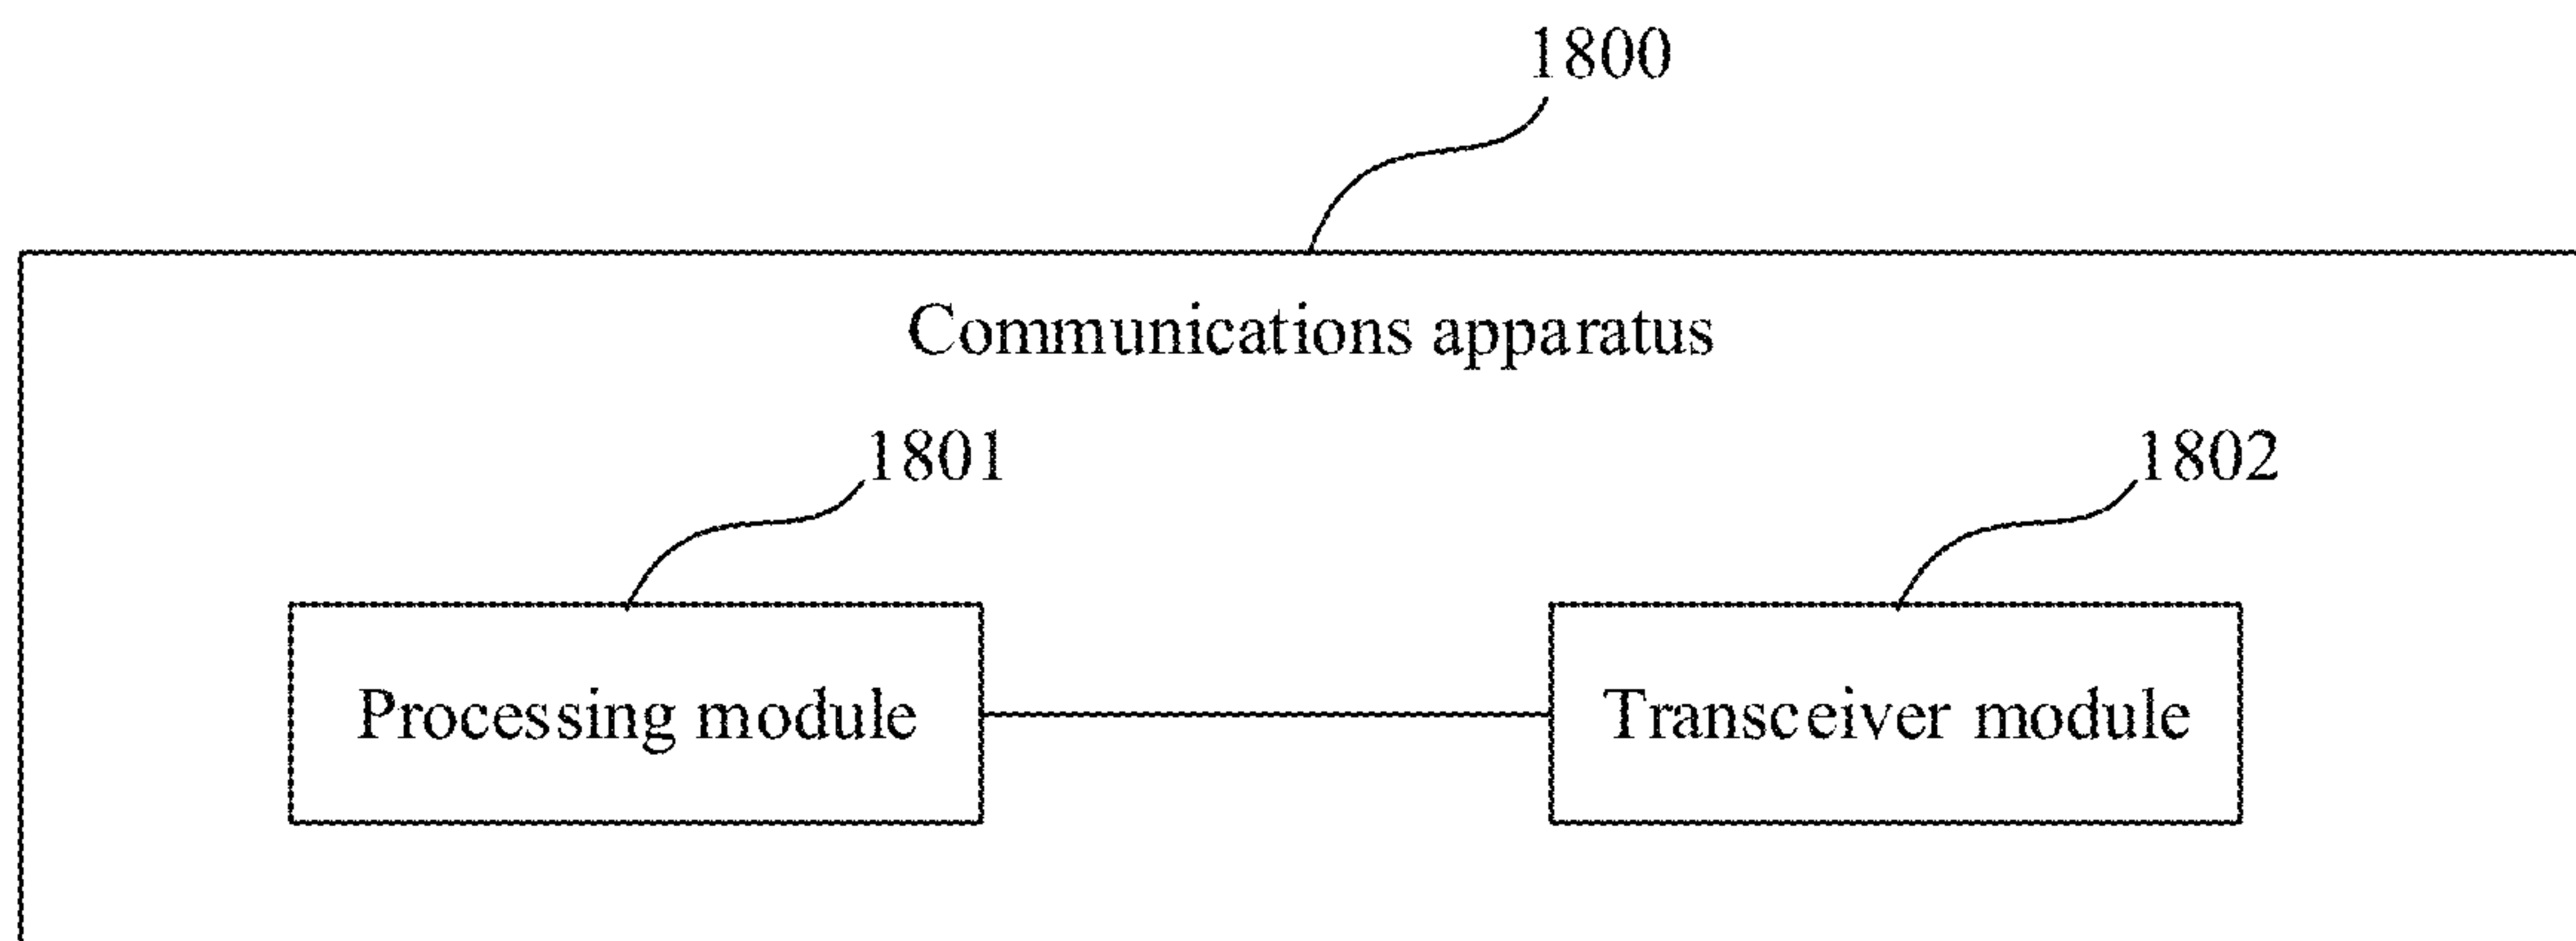 1800
Communications apparatus
1801
1802
Processing module
Transceiver module